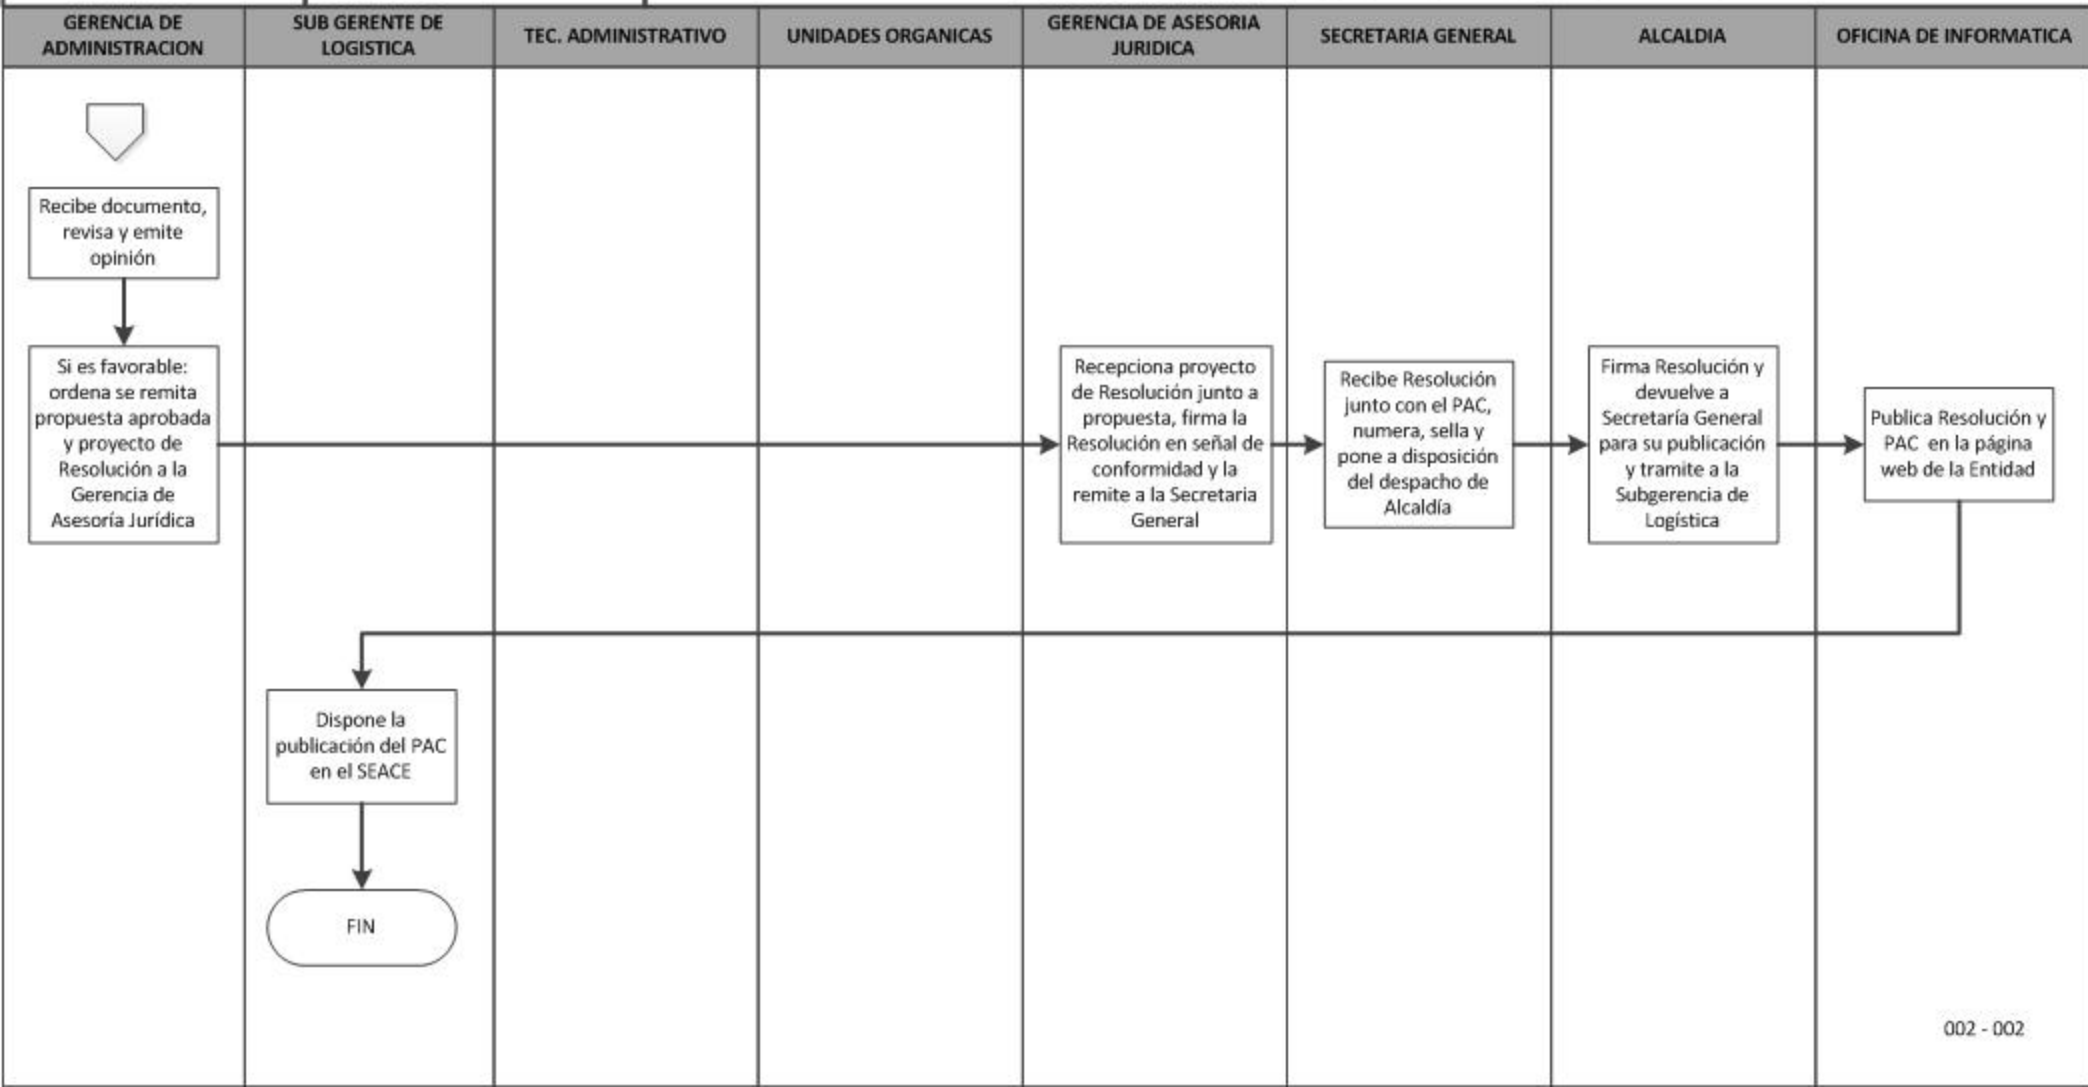 GERENCIA DE
ADMINISTRACION
SUB GERENTE DE
LOGISTICA
TEC. ADMINISTRATIVO
UNIDADES ORGANICAS
GERENCIA DE ASESORIA
JURIDICA
SECRETARIA GENERAL
ALCALDIA
OFICINA DE INFORMATICA
Recibe documento,
revisa y emite
opinión
Si es favorable:
ordena se remita
propuesta aprobada
y proyecto de
Resolución a la
Gerencia de
Asesoría Jurídica
Recepciona proyecto
de Resolución junto a
propuesta, firma la
Resolución en señal de
conformidad y la
remite a la Secretaria
General
Recibe Resolución
junto con el PAC,
numera, sella y
pone a disposición
del despacho de
Alcaldía
Firma Resolución y
devuelve a
Secretaría General
para su publicación
y tramite a la
Subgerencia de
Logística
Publica Resolución y
PAC en la página
web de la Entidad
Dispone la
publicación del PAC
en el SEACE
FIN
002 - 002